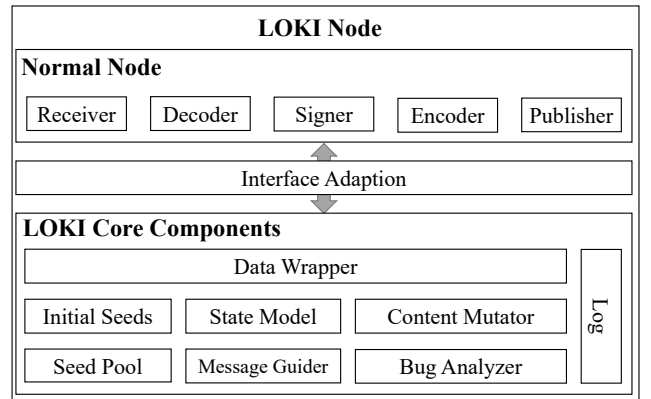 LOKI Node
Normal Node
Receiver Decoder Signer Encoder Publisher
Interface Adaption
LOKI Core Components
Data Wrapper
Log
Initial Seeds State Model Content Mutator
Seed Pool Message Guider Bug Analyzer